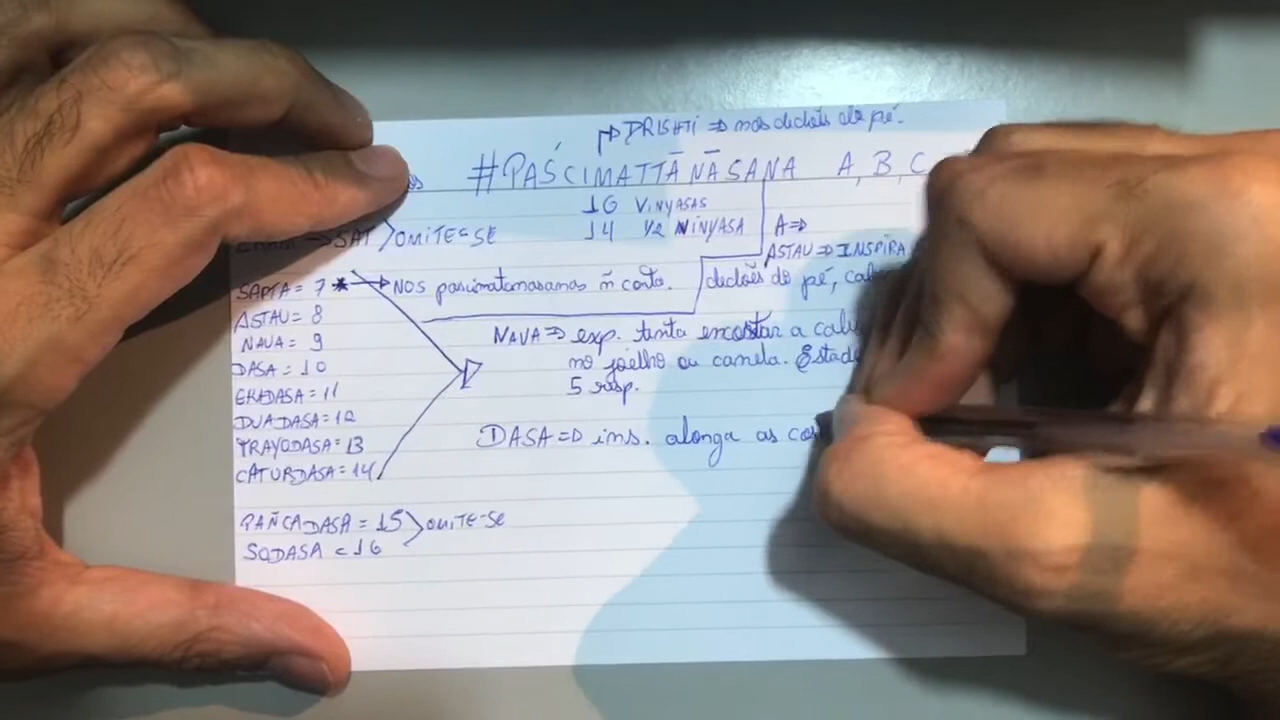 DRISHTI ⇒ nos dedões do pé.
#PAŚCIMATTĀNĀSANA A, B, C
16 VINYASAS
14 1/2 VINYASA A⇒
⇒ SAT > OMITE-SE
ASTAU ⇒ INSPIRA
SAPTA = 7 * → NOS pascimatanasanas ñ conta.
dedões do pé,
ASTAU = 8
NAVA = 9
NAVA ⇒ exp. tenta encostar a
DASA = 10
no joelho ou canela.
EKADASA = 11
5 resp.
DUADASA = 12
TRAYODASA = 13
DASA ⇒ ins. alonga as
CATURDASA = 14
PAÑCADASA = 15 > OMITE-SE
SODASA = 16